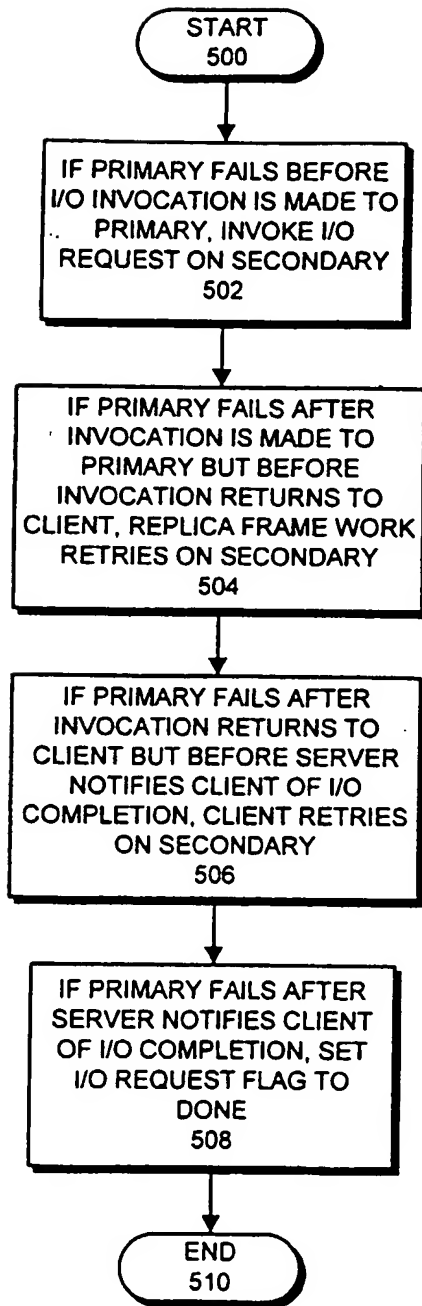 START
500
IF PRIMARY FAILS BEFORE
I/O INVOCATION IS MADE TO
PRIMARY, INVOKE I/O
REQUEST ON SECONDARY
502
IF PRIMARY FAILS AFTER
INVOCATION IS MADE TO
PRIMARY BUT BEFORE
INVOCATION RETURNS TO
CLIENT, REPLICA FRAME WORK
RETRIES ON SECONDARY
504
IF PRIMARY FAILS AFTER
INVOCATION RETURNS TO
CLIENT BUT BEFORE SERVER
NOTIFIES CLIENT OF I/O
COMPLETION, CLIENT RETRIES
ON SECONDARY
506
IF PRIMARY FAILS AFTER
SERVER NOTIFIES CLIENT
OF I/O COMPLETION, SET
I/O REQUEST FLAG TO
DONE
508
END
510